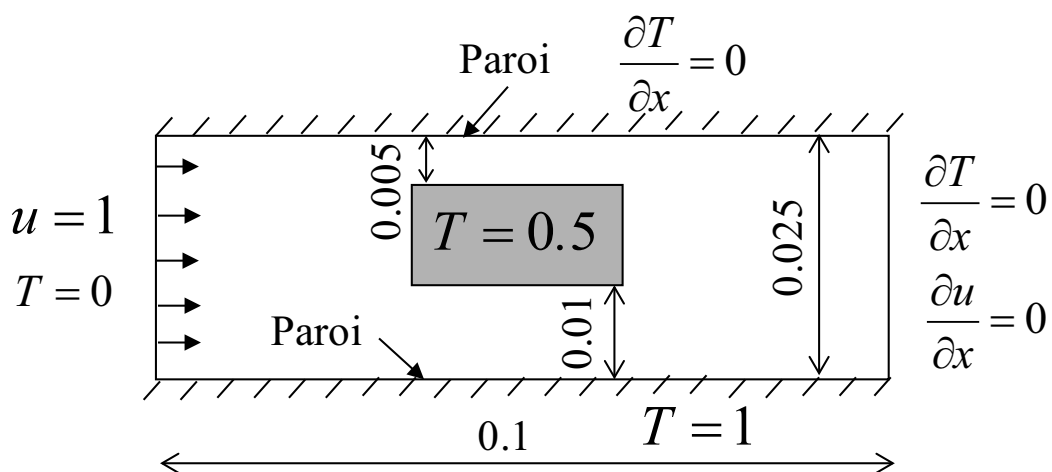 Paroi
∂T/∂x = 0
0.005
u = 1
T = 0
T = 0.5
0.025
∂T/∂x = 0
∂u/∂x = 0
0.01
Paroi
T = 1
0.1